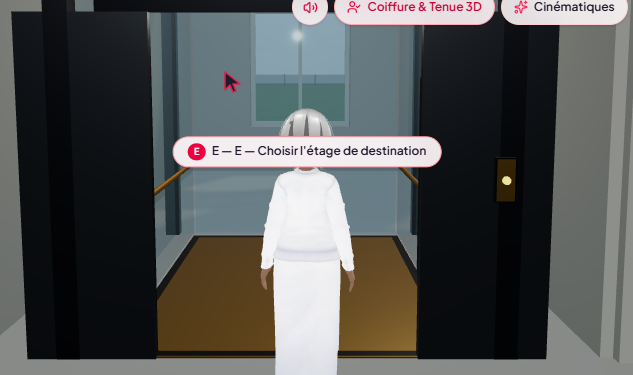 Coiffure & Tenue 3D
Cinématiques
E E — E — Choisir l'étage de destination